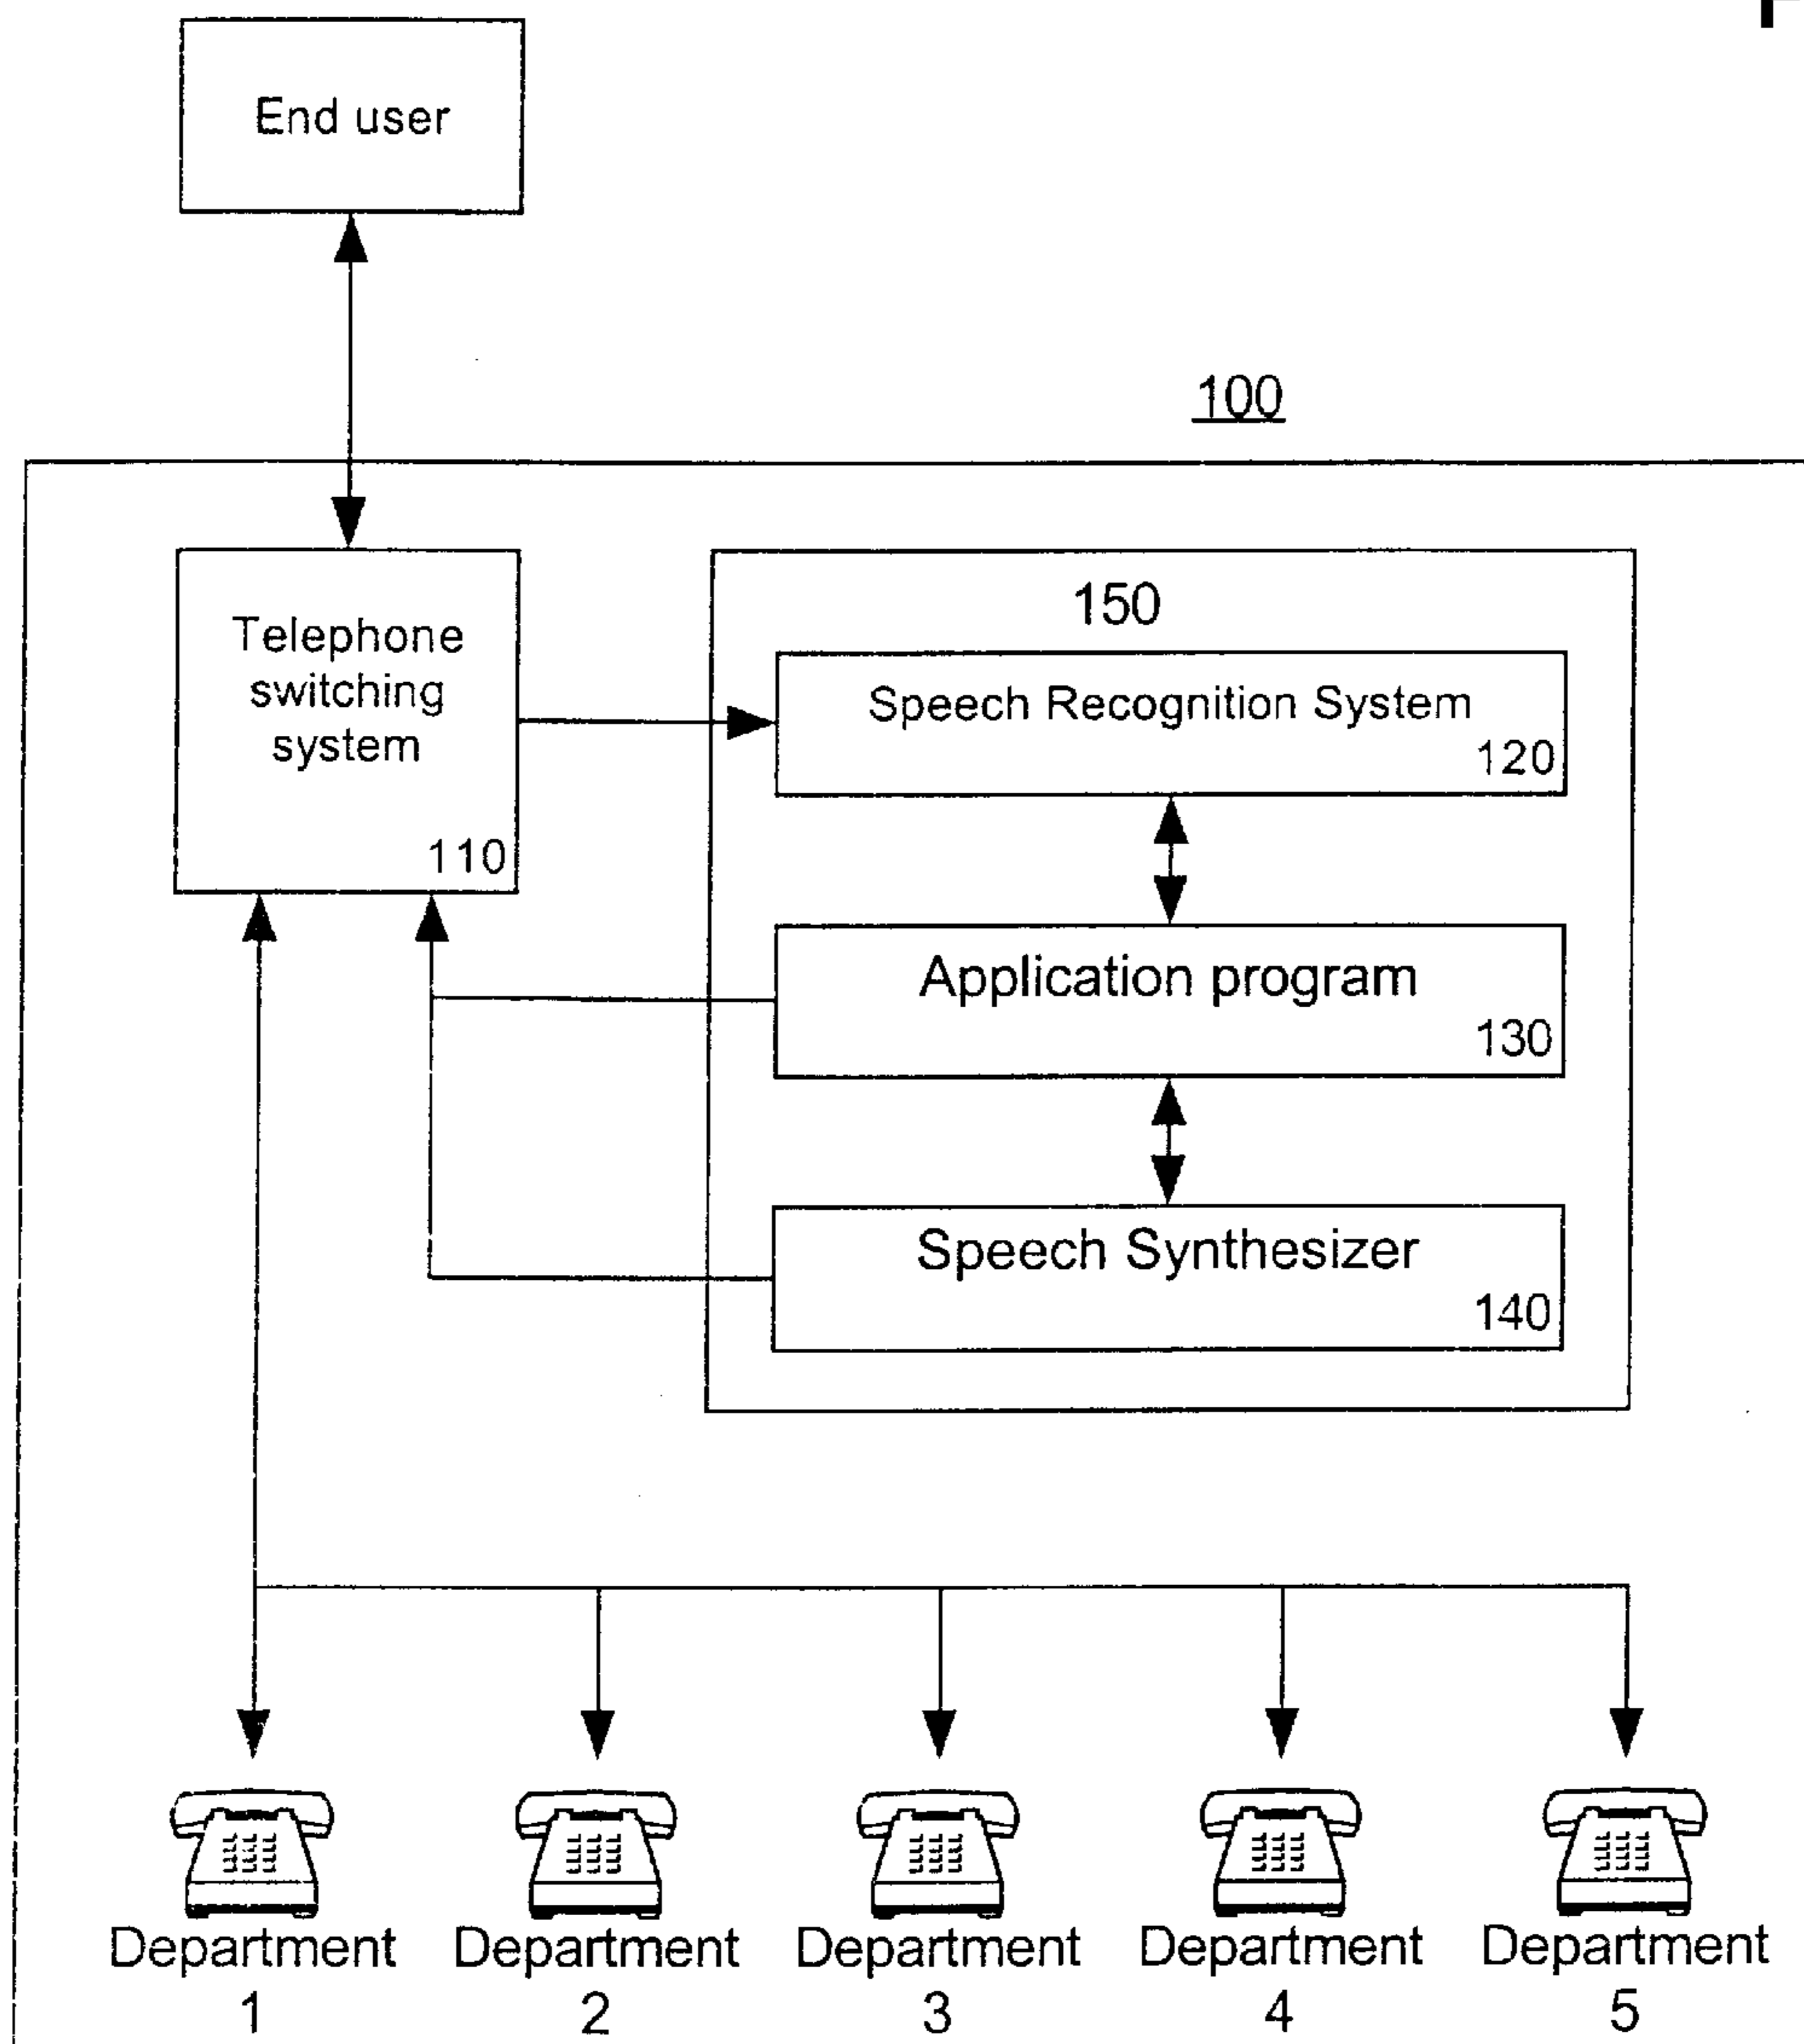 End user
100
Telephone
switching
system
110
150
Speech Recognition System
120
Application program
130
Speech Synthesizer
140
Department Department Department Department Department
1 2 3 4 5